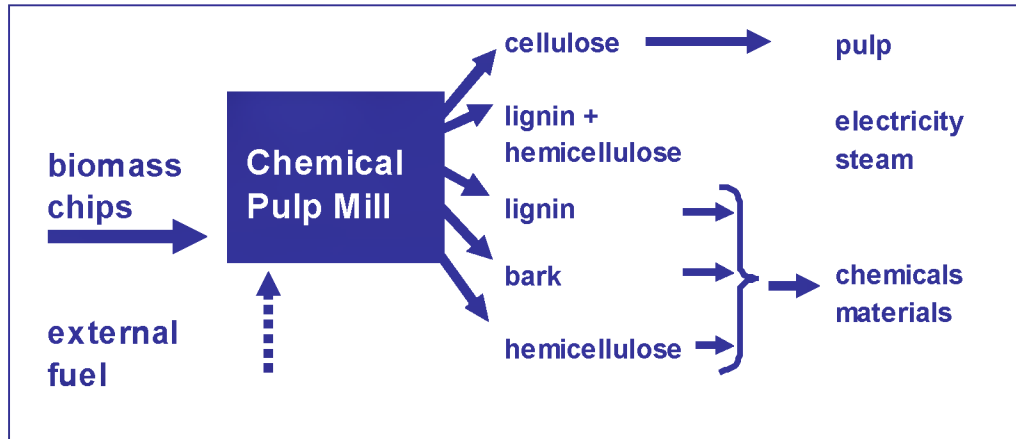 biomass
chips
external
fuel
Chemical
Pulp Mill
cellulose
pulp
lignin +
hemicellulose
electricity
steam
lignin
bark
hemicellulose
chemicals
materials